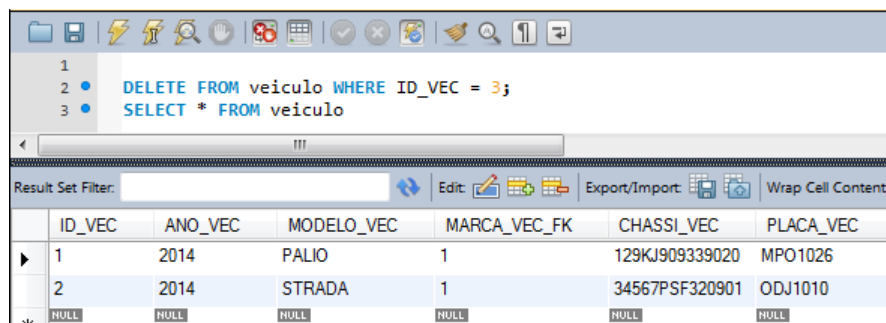 1
2 DELETE FROM veiculo WHERE ID_VEC = 3;
3 SELECT * FROM veiculo
Result Set Filter: Edit: Export/Import: Wrap Cell Content
ID_VEC ANO_VEC MODELO_VEC MARCA_VEC_FK CHASSI_VEC PLACA_VEC
1 2014 PALIO 1 129KJ909339020 MPO1026
2 2014 STRADA 1 34567PSF320901 ODJ1010
NULL NULL NULL NULL NULL NULL